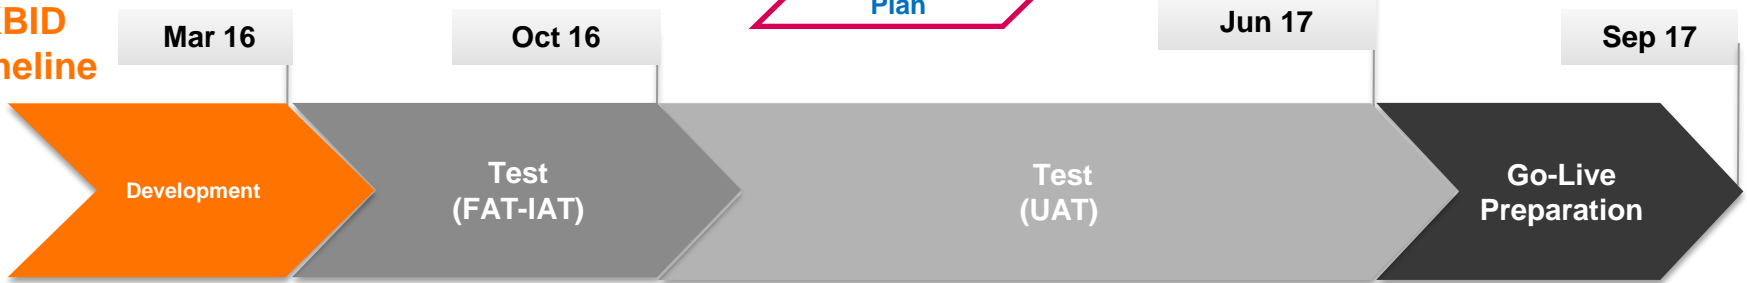 BID
Plan
Mar 16
Oct 16
Jun 17
Sep 17
Development
Test
(FAT-IAT)
Test
(UAT)
Go-Live
Preparation